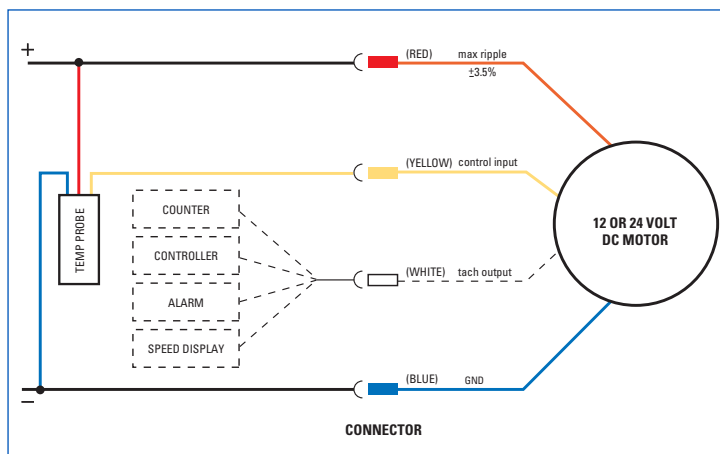 +
(RED) max ripple
±3.5%
(YELLOW) control input
TEMP PROBE
COUNTER
CONTROLLER
ALARM
SPEED DISPLAY
(WHITE) tach output
12 OR 24 VOLT
DC MOTOR
(BLUE) GND
–
CONNECTOR